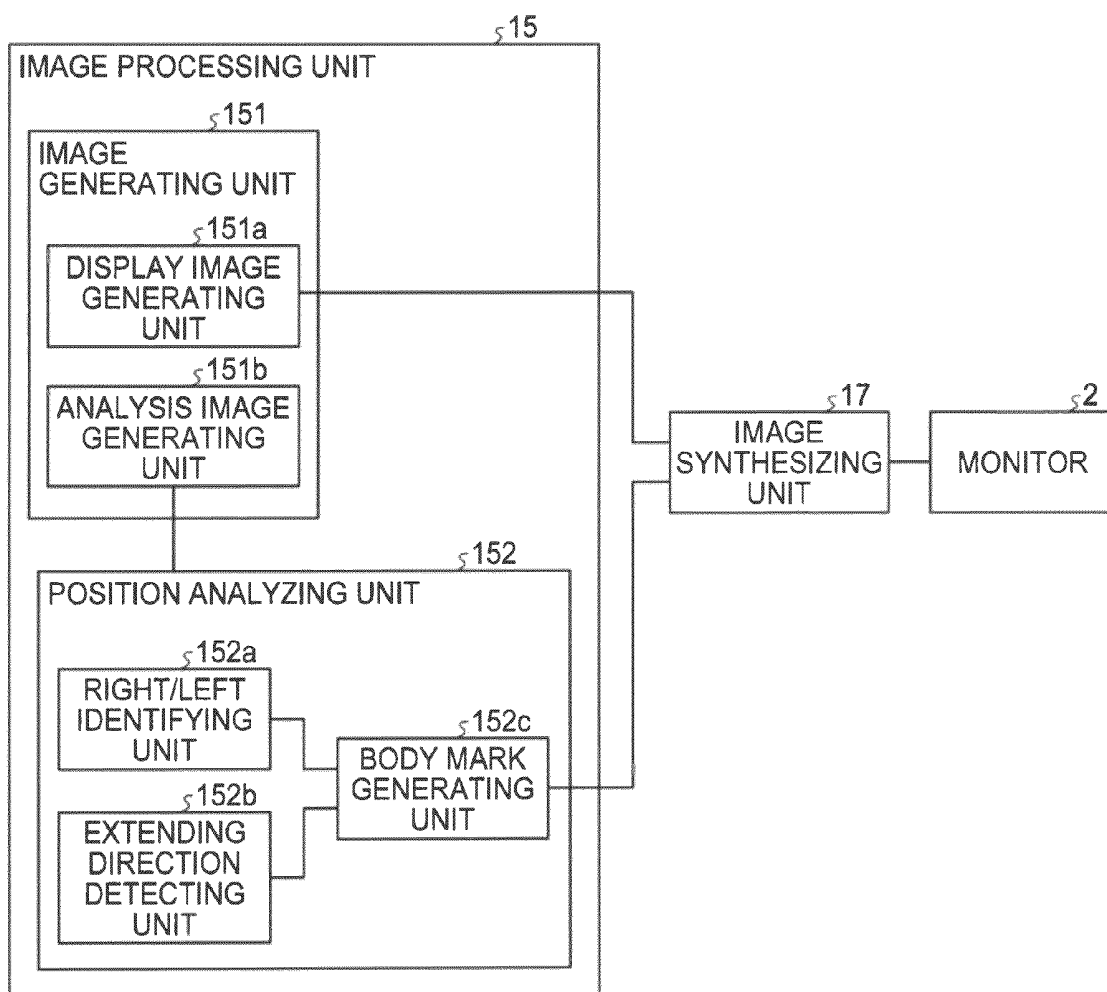 15
IMAGE PROCESSING UNIT
151
IMAGE
GENERATING UNIT
151a
DISPLAY IMAGE
GENERATING
UNIT
151b
ANALYSIS IMAGE
GENERATING
UNIT
17
IMAGE
SYNTHESIZING
UNIT
2
MONITOR
152
POSITION ANALYZING UNIT
152a
RIGHT/LEFT
IDENTIFYING
UNIT
152b
EXTENDING
DIRECTION
DETECTING
UNIT
152c
BODY MARK
GENERATING
UNIT